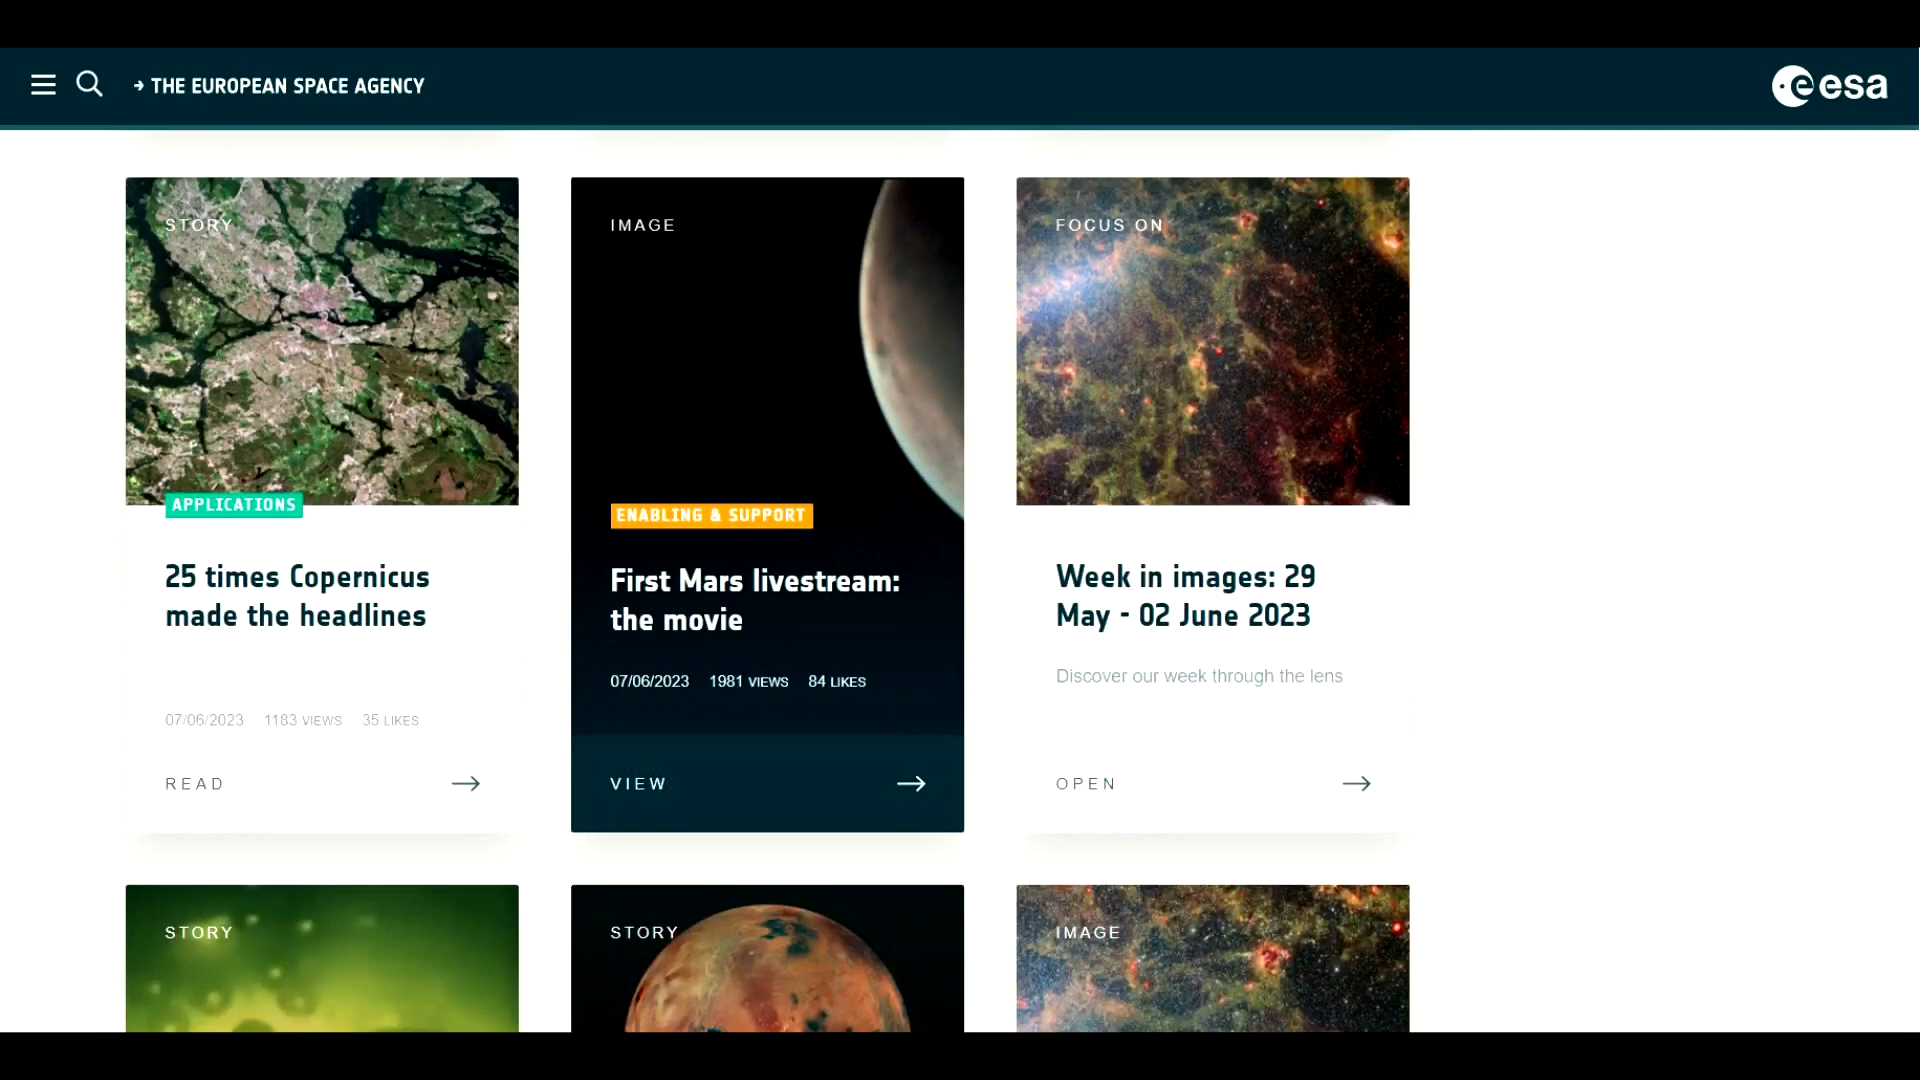 → THE EUROPEAN SPACE AGENCY
esa
STORY
APPLICATIONS
25 times Copernicus
made the headlines
07/06/2023 1183 VIEWS 35 LIKES
READ
IMAGE
ENABLING & SUPPORT
First Mars livestream:
the movie
07/06/2023 1981 VIEWS 84 LIKES
VIEW
FOCUS ON
Week in images: 29
May - 02 June 2023
Discover our week through the lens
OPEN
STORY
STORY
IMAGE